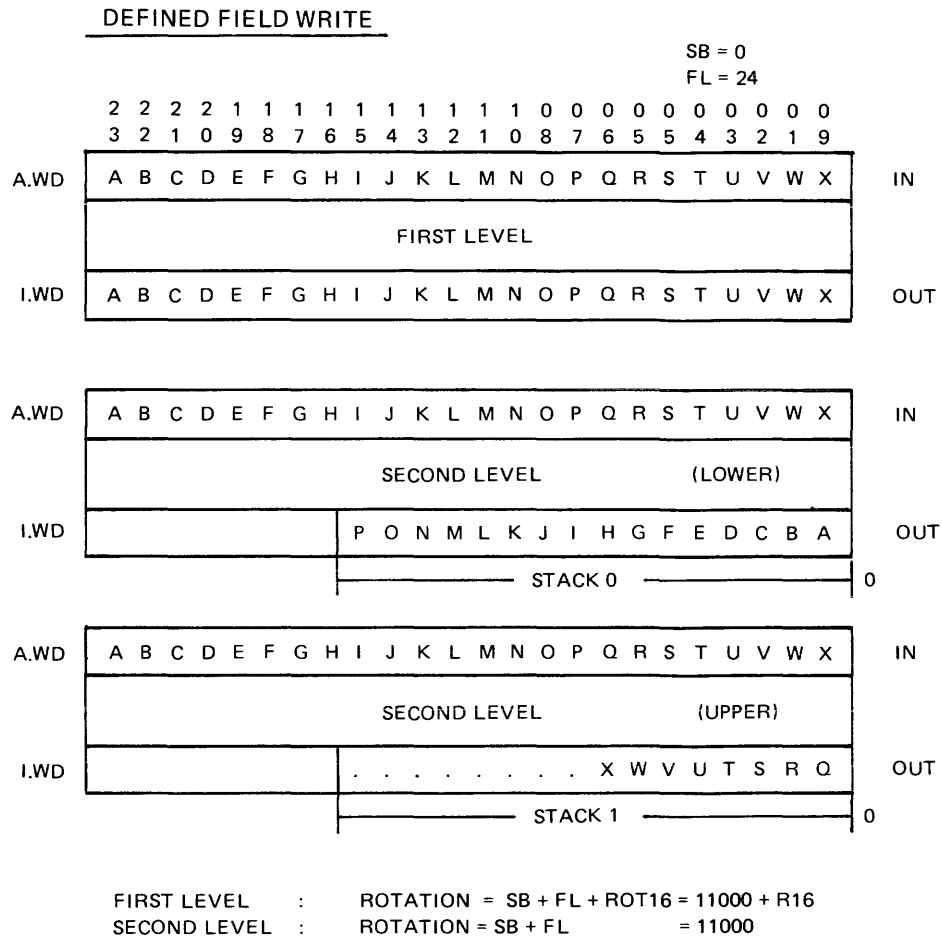 DEFINED FIELD WRITE
SB = 0
FL = 24
2 2 2 2 1 1 1 1 1 1 1 1 1 1 0 0 0 0 0 0 0 0 0 0
3 2 1 0 9 8 7 6 5 4 3 2 1 0 8 7 6 5 5 4 3 2 1 9
A.WD A B C D E F G H I J K L M N O P Q R S T U V W X IN
FIRST LEVEL
I.WD A B C D E F G H I J K L M N O P Q R S T U V W X OUT
A.WD A B C D E F G H I J K L M N O P Q R S T U V W X IN
SECOND LEVEL (LOWER)
I.WD P O N M L K J I H G F E D C B A OUT
STACK 0 0
A.WD A B C D E F G H I J K L M N O P Q R S T U V W X IN
SECOND LEVEL (UPPER)
I.WD . . . . . . . . X W V U T S R Q OUT
STACK 1 0
FIRST LEVEL : ROTATION = SB + FL + ROT16 = 11000 + R16
SECOND LEVEL : ROTATION = SB + FL = 11000